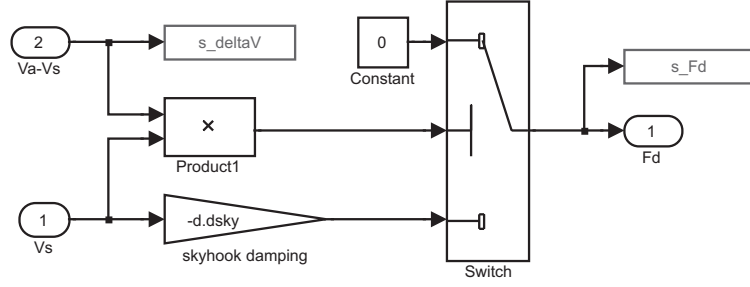 2
Va-Vs
s_deltaV
0
Constant
s_Fd
×
Product1
1
Fd
1
Vs
-d.dsky
skyhook damping
Switch